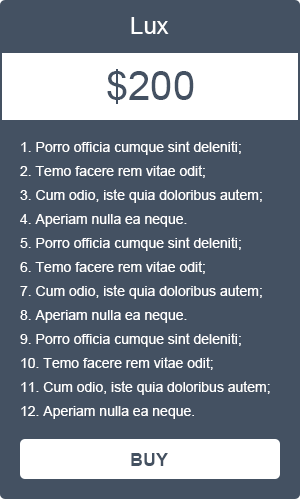 Lux
$200
1. Porro officia cumque sint deleniti;
2. Temo facere rem vitae odit;
3. Cum odio, iste quia doloribus autem;
4. Aperiam nulla ea neque.
5. Porro officia cumque sint deleniti;
6. Temo facere rem vitae odit;
7. Cum odio, iste quia doloribus autem;
8. Aperiam nulla ea neque.
9. Porro officia cumque sint deleniti;
10. Temo facere rem vitae odit;
11. Cum odio, iste quia doloribus autem;
12. Aperiam nulla ea neque.
BUY